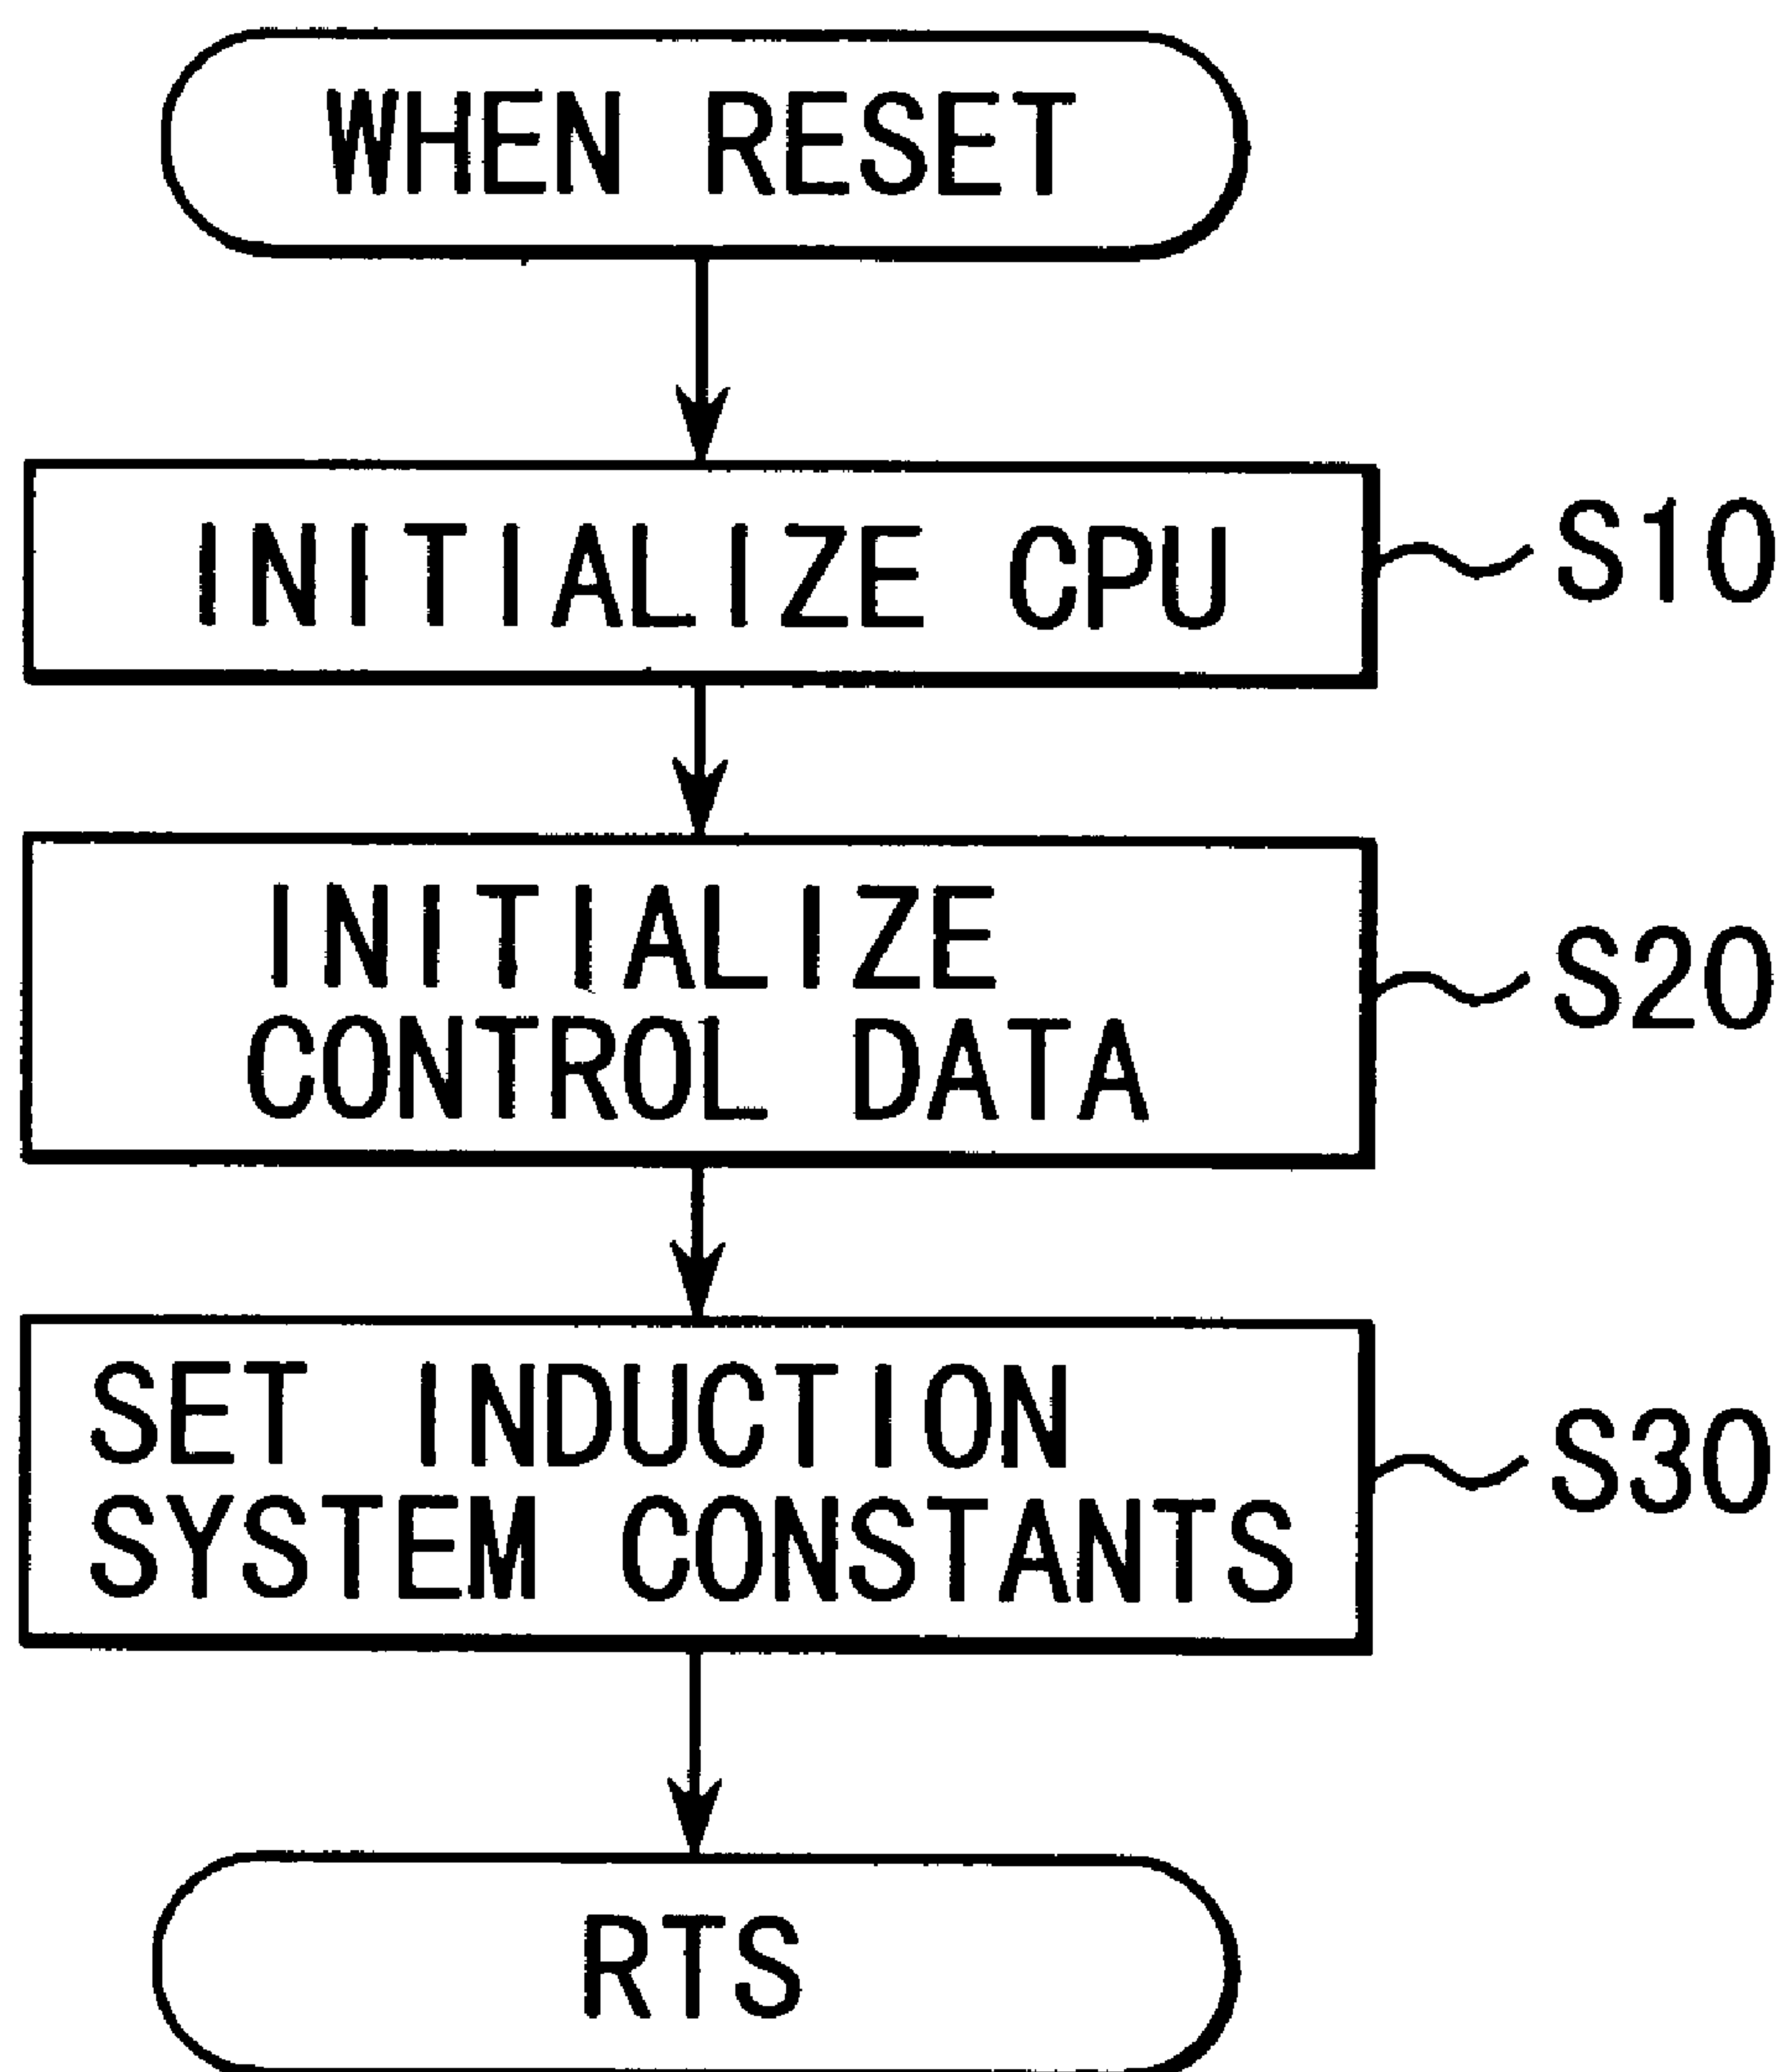 WHEN RESET
INITIALIZE CPU
S10
INITIALIZE
CONTROL DATA
S20
SET INDUCTION
SYSTEM CONSTANTS
S30
RTS